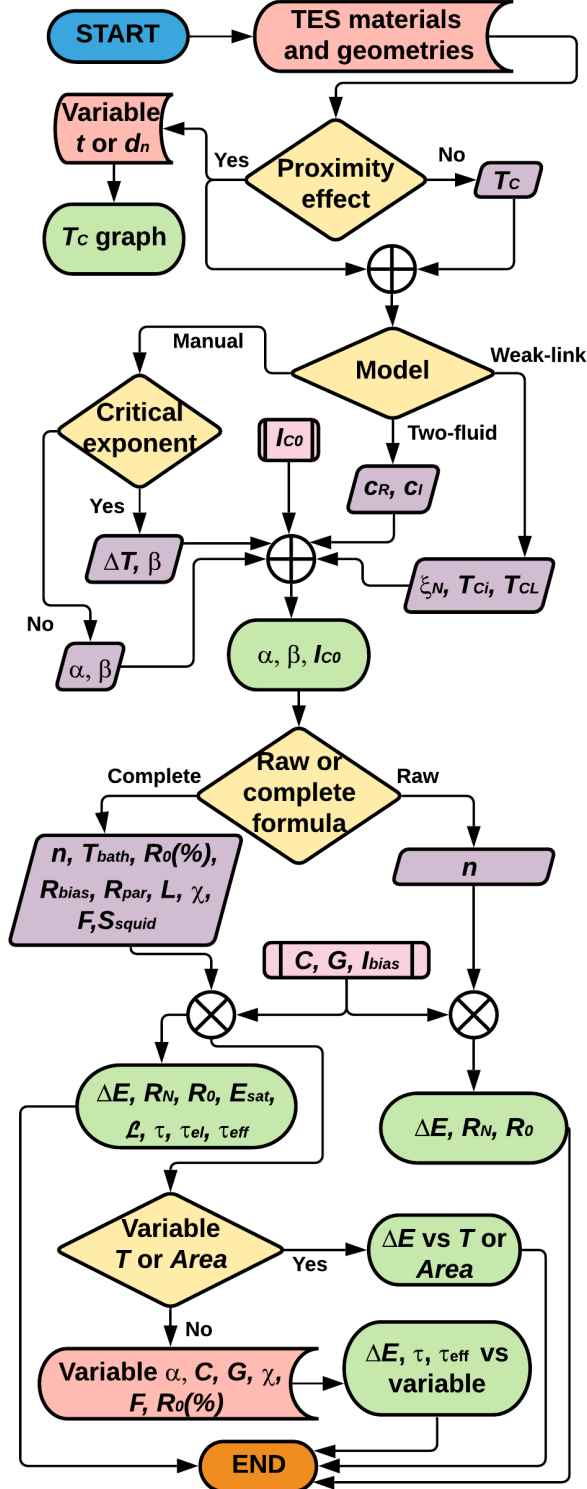 START
TES materials
and geometries
Variable
t or dn
Yes
Proximity
effect
No
TC
TC graph
Manual
Model
Weak-link
Critical
exponent
IC0
Two-fluid
cR, cI
Yes
ΔT, β
ξN, TCi, TCL
No
α, β
α, β, IC0
Complete
Raw or
complete
formula
Raw
n, Tbath, R0(%),
Rbias, Rpar, L, χ,
F,Ssquid
n
C, G, Ibias
ΔE, RN, R0, Esat,
ℒ, τ, τel, τeff
ΔE, RN, R0
Variable
T or Area
Yes
ΔE vs T or
Area
No
Variable α, C, G, χ,
F, R0(%)
ΔE, τ, τeff vs
variable
END